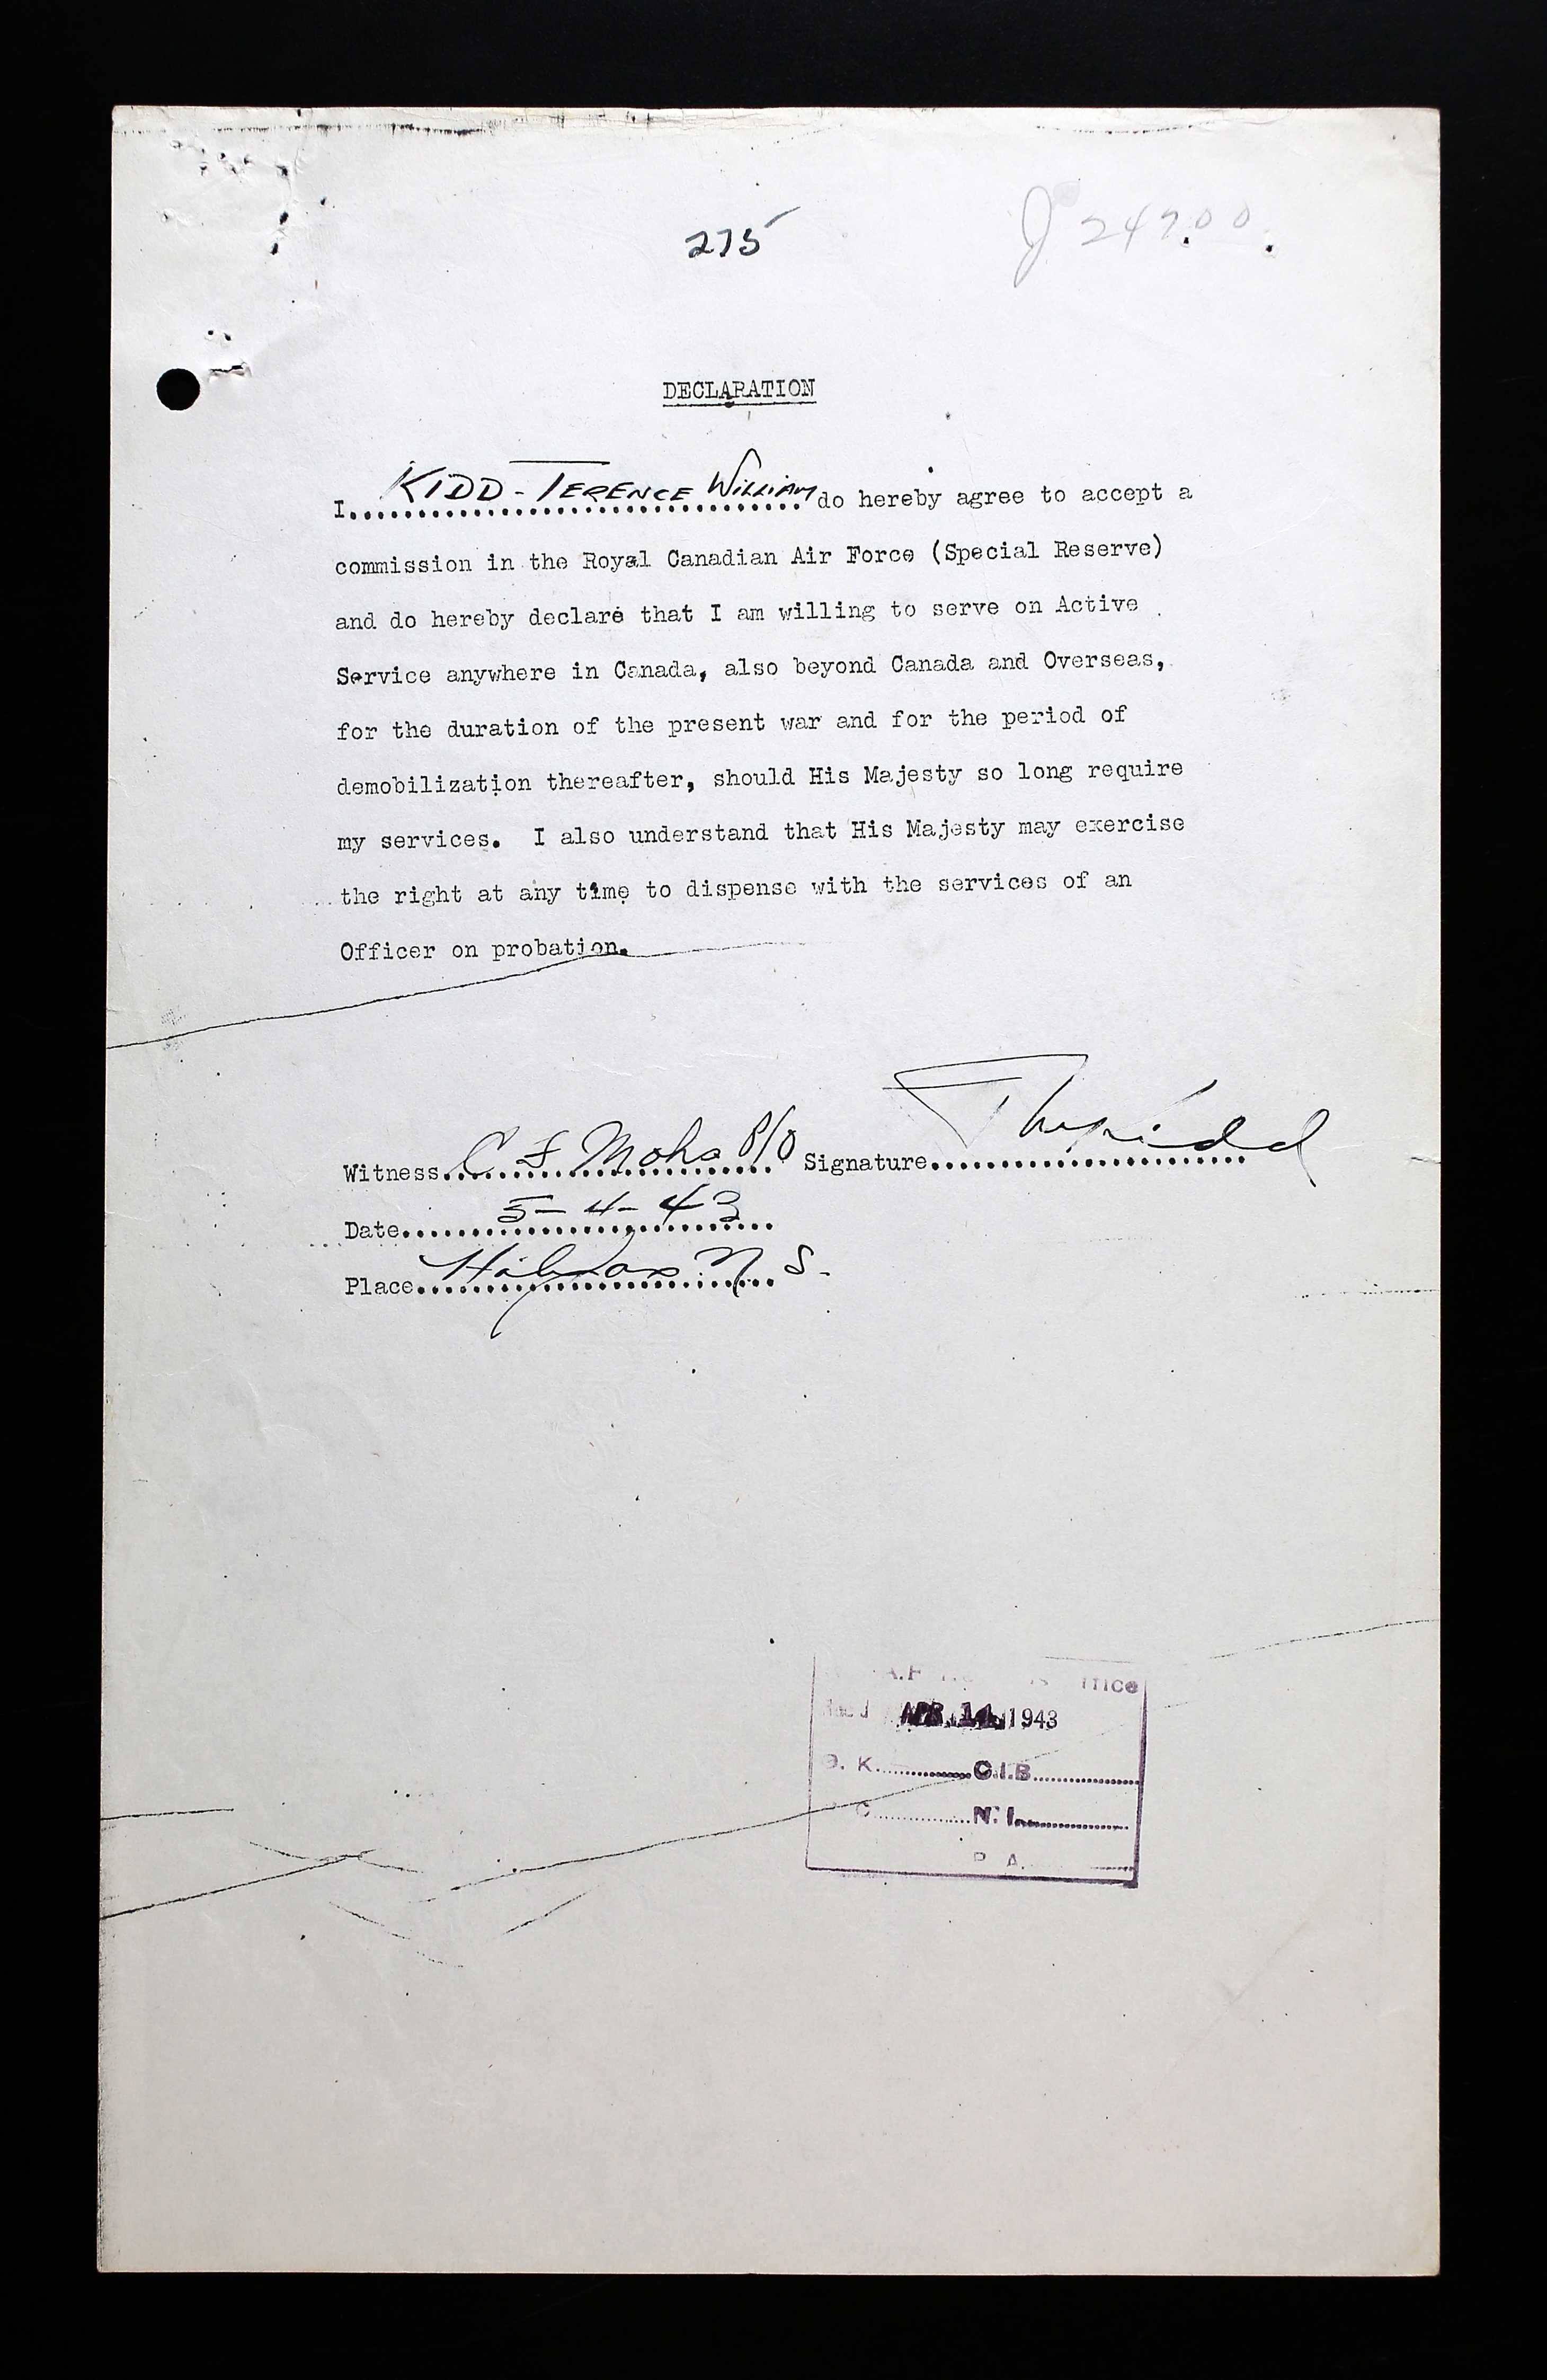 275
J 24700.
DECLARATION
I.......KIDD - TERENCE WILLIAM do hereby agree to accept a
commission in the Royal Canadian Air Force (Special Reserve)
and do hereby declare that I am willing to serve on Active
Service anywhere in Canada, also beyond Canada and Overseas,
for the duration of the present war and for the period of
demobilization thereafter, should His Majesty so long require
my services. I also understand that His Majesty may exercise
the right at any time to dispense with the services of an
Officer on probation.
Witness C. F. Mohs P/O Signature TWKidd
Date 5-4-43
Place Halifax N.S.
APR 14 1943
O. K. C.I.B.
C N.I.
P. A.